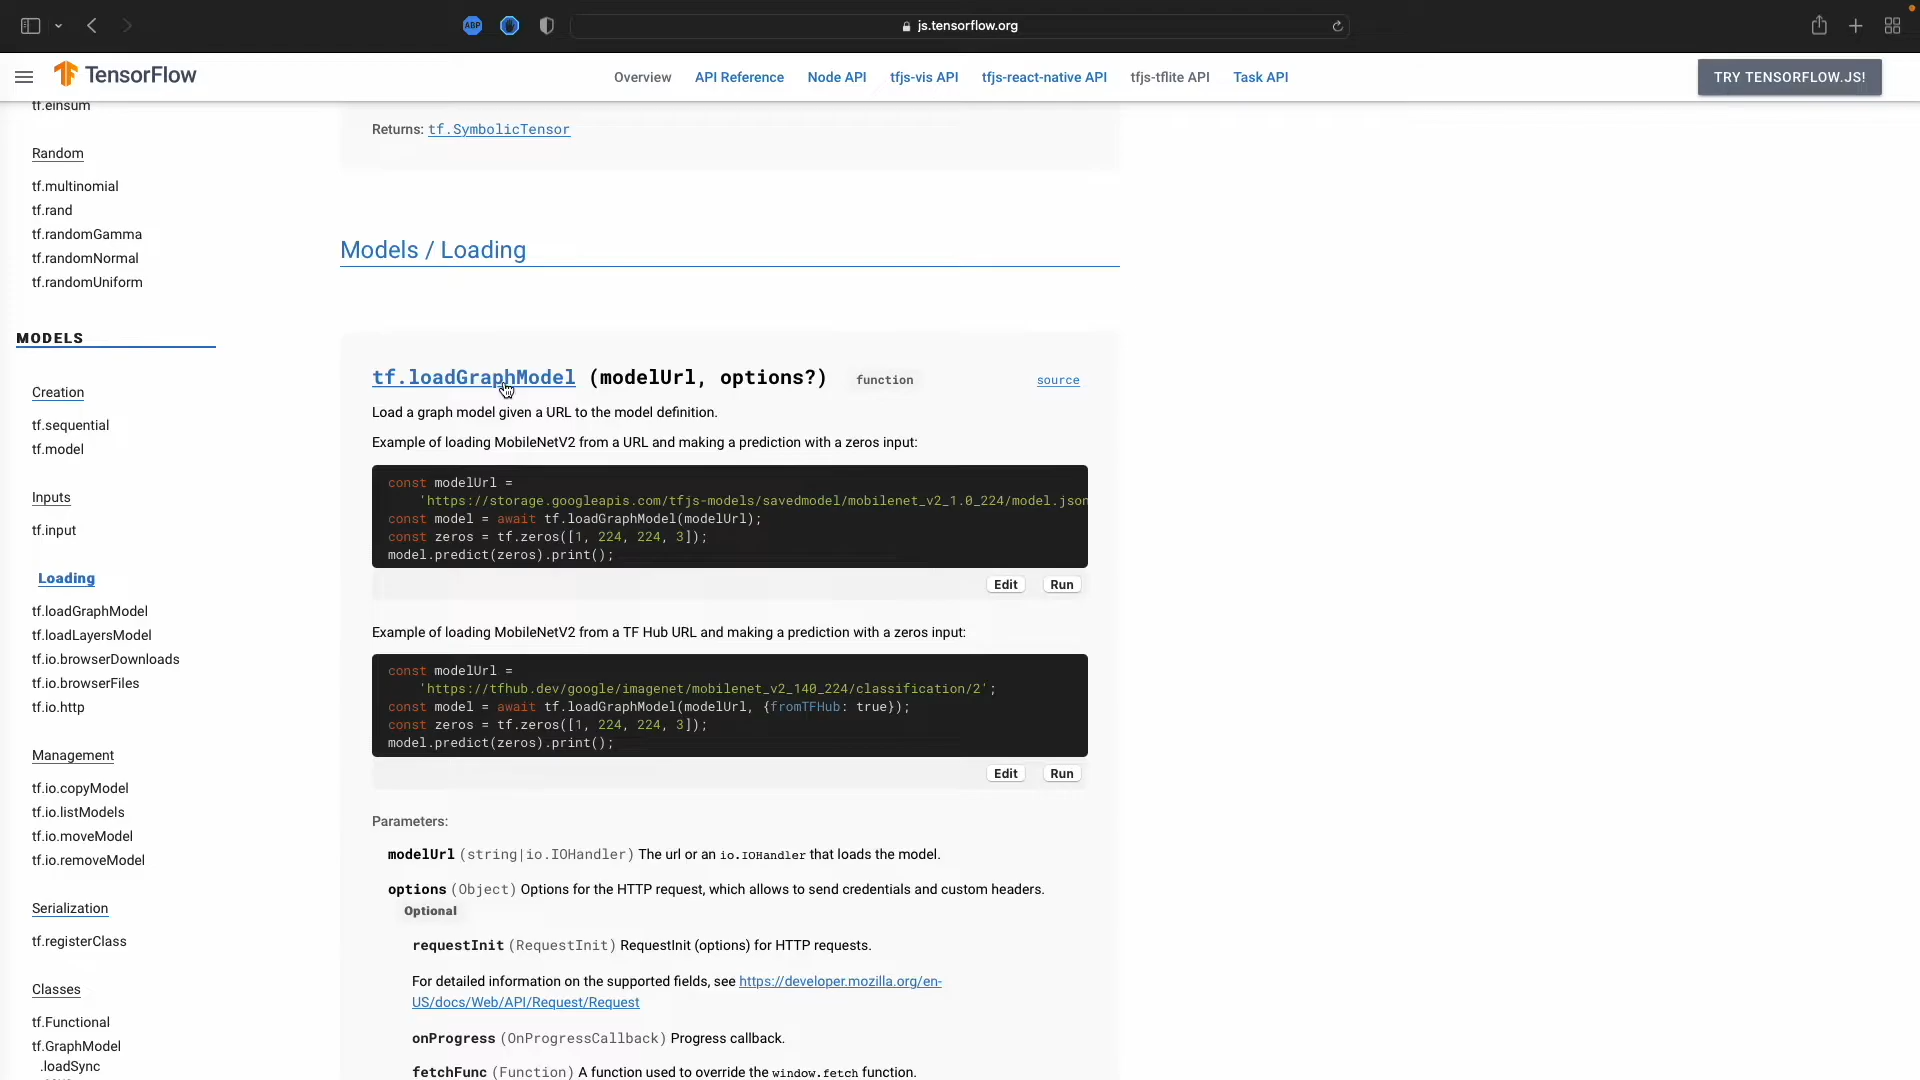 ABP
js.tensorflow.org
TensorFlow
Overview
API Reference
Node API
tfjs-vis API
tfjs-react-native API
tfjs-tflite API
Task API
TRY TENSORFLOW.JS!
tf.einsum
Random
tf.multinomial
tf.rand
tf.randomGamma
tf.randomNormal
tf.randomUniform
MODELS
Creation
tf.sequential
tf.model
Inputs
tf.input
Loading
tf.loadGraphModel
tf.loadLayersModel
tf.io.browserDownloads
tf.io.browserFiles
tf.io.http
Management
tf.io.copyModel
tf.io.listModels
tf.io.moveModel
tf.io.removeModel
Serialization
tf.registerClass
Classes
tf.Functional
tf.GraphModel
.loadSync
Returns: tf.SymbolicTensor
Models / Loading
tf.loadGraphModel (modelUrl, options?) function source
Load a graph model given a URL to the model definition.
Example of loading MobileNetV2 from a URL and making a prediction with a zeros input:
const modelUrl =
'https://storage.googleapis.com/tfjs-models/savedmodel/mobilenet_v2_1.0_224/model.json
const model = await tf.loadGraphModel(modelUrl);
const zeros = tf.zeros([1, 224, 224, 3]);
model.predict(zeros).print();
Edit Run
Example of loading MobileNetV2 from a TF Hub URL and making a prediction with a zeros input:
const modelUrl =
'https://tfhub.dev/google/imagenet/mobilenet_v2_140_224/classification/2';
const model = await tf.loadGraphModel(modelUrl, {fromTFHub: true});
const zeros = tf.zeros([1, 224, 224, 3]);
model.predict(zeros).print();
Edit Run
Parameters:
modelUrl (string|io.IOHandler) The url or an io.IOHandler that loads the model.
options (Object) Options for the HTTP request, which allows to send credentials and custom headers.
Optional
requestInit (RequestInit) RequestInit (options) for HTTP requests.
For detailed information on the supported fields, see https://developer.mozilla.org/en-
US/docs/Web/API/Request/Request
onProgress (OnProgressCallback) Progress callback.
fetchFunc (Function) A function used to override the window.fetch function.